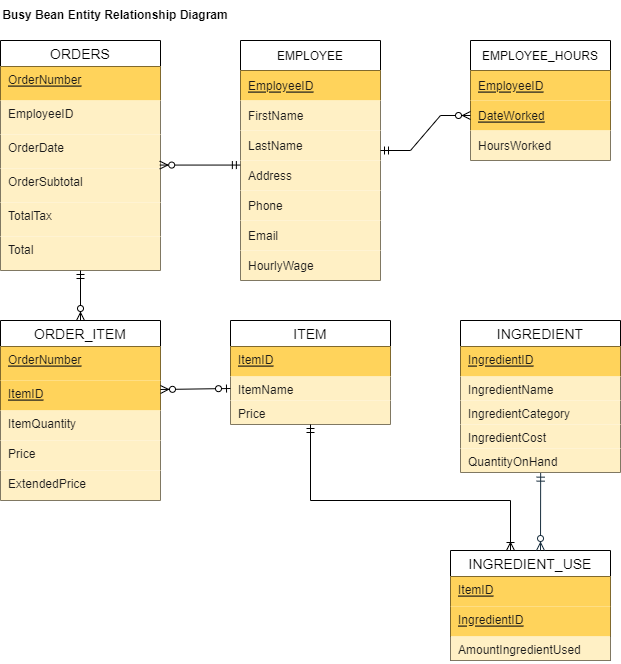 Busy Bean Entity Relationship Diagram
ORDERS
OrderNumber
EmployeeID
OrderDate
OrderSubtotal
TotalTax
Total
EMPLOYEE
EmployeeID
FirstName
LastName
Address
Phone
Email
HourlyWage
EMPLOYEE_HOURS
EmployeeID
DateWorked
HoursWorked
ORDER_ITEM
OrderNumber
ItemID
ItemQuantity
Price
ExtendedPrice
ITEM
ItemID
ItemName
Price
INGREDIENT
IngredientID
IngredientName
IngredientCategory
IngredientCost
QuantityOnHand
INGREDIENT_USE
ItemID
IngredientID
AmountIngredientUsed